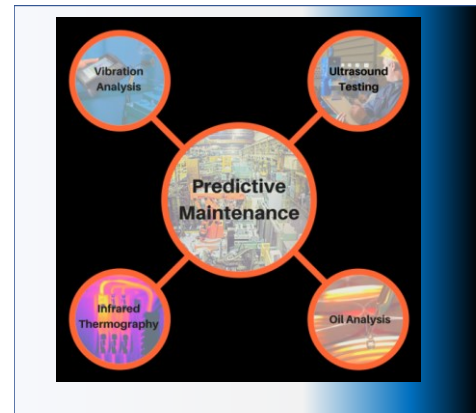 Vibration
Analysis
Ultrasound
Testing
Predictive
Maintenance
Infrared
Thermography
Oil Analysis